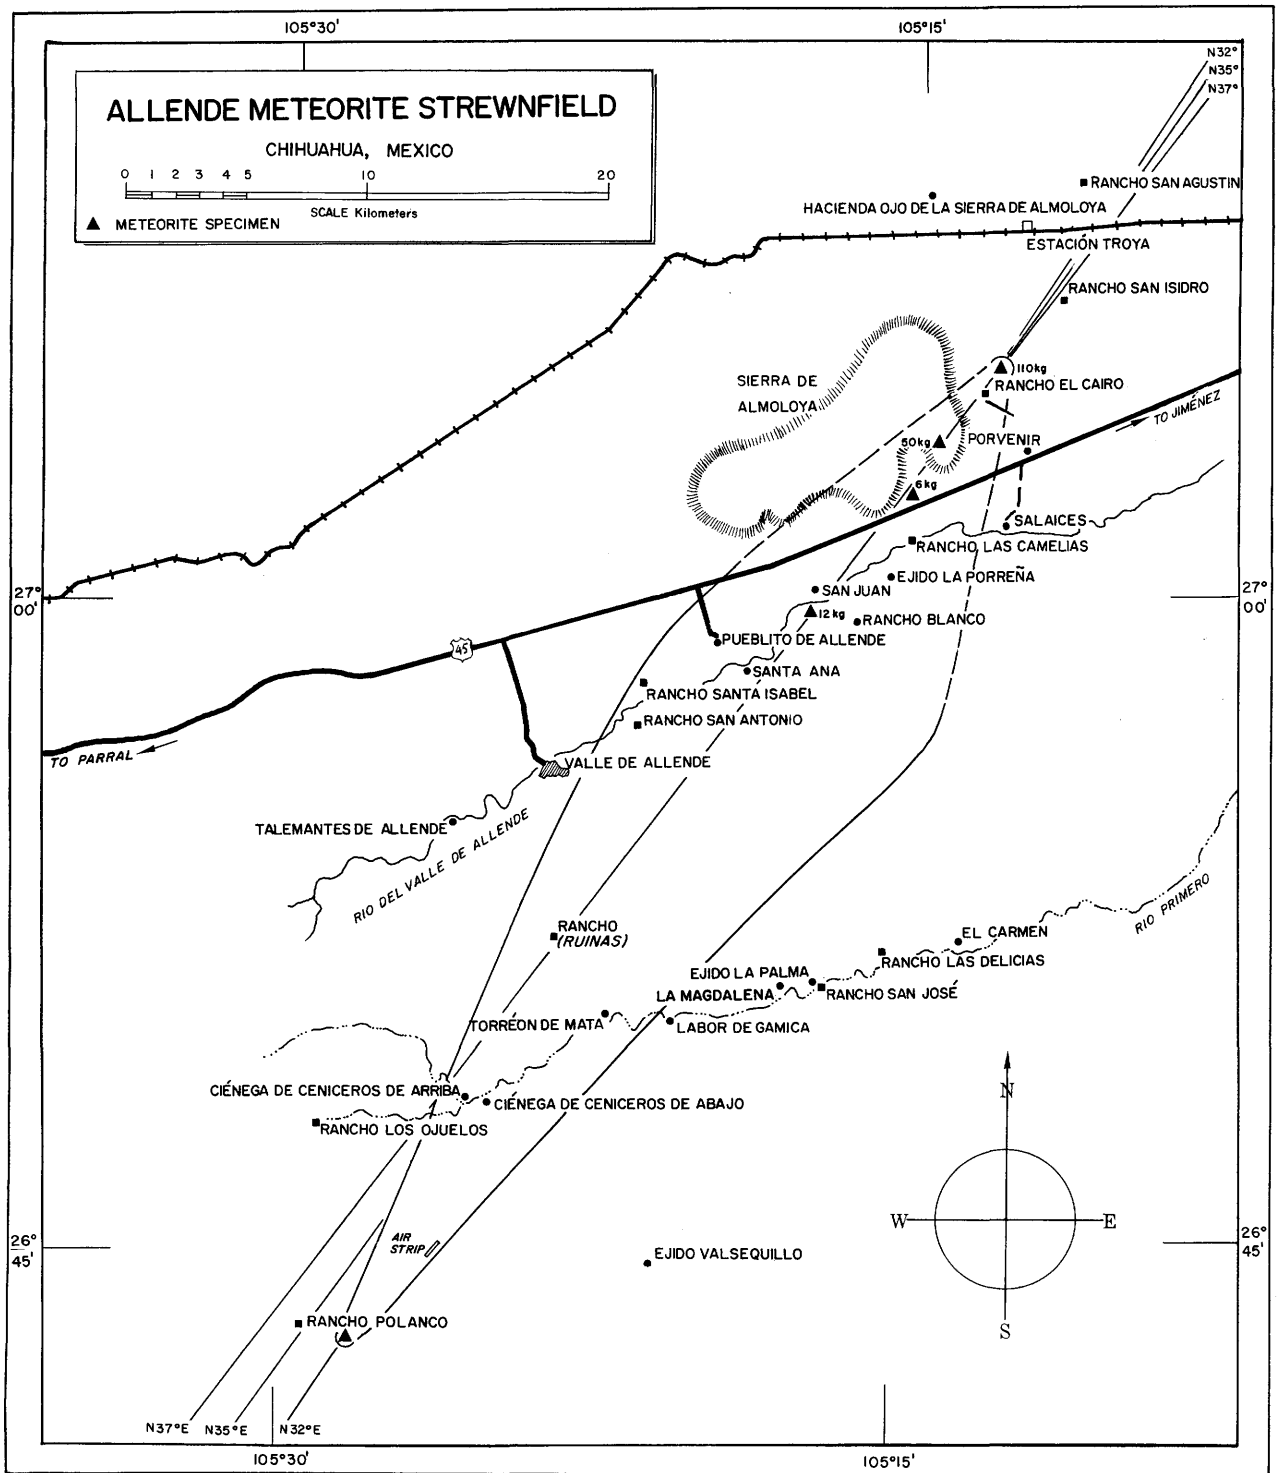 105°30'
105°15'
N32°
N35°
N37°
ALLENDE METEORITE STREWNFIELD
CHIHUAHUA, MEXICO
0 1 2 3 4 5 10 20
SCALE Kilometers
▲ METEORITE SPECIMEN
RANCHO SAN AGUSTIN
HACIENDA OJO DE LA SIERRA DE ALMOLOYA
ESTACIÓN TROYA
RANCHO SAN ISIDRO
110kg
SIERRA DE
ALMOLOYA
RANCHO EL CAIRO
TO JIMÉNEZ
50kg
PORVENIR
6kg
SALAICES
RANCHO LAS CAMELIAS
EJIDO LA PORREÑA
27°
00'
27°
00'
SAN JUAN
12kg
RANCHO BLANCO
PUEBLITO DE ALLENDE
45
SANTA ANA
RANCHO SANTA ISABEL
RANCHO SAN ANTONIO
TO PARRAL
VALLE DE ALLENDE
TALEMANTES DE ALLENDE
RIO DEL VALLE DE ALLENDE
RIO PRIMERO
RANCHO
(RUINAS)
EL CARMEN
RANCHO LAS DELICIAS
EJIDO LA PALMA
LA MAGDALENA
RANCHO SAN JOSÉ
TORREÓN DE MATA
LABOR DE GAMICA
CIÉNEGA DE CENICEROS DE ARRIBA
CIÉNEGA DE CENICEROS DE ABAJO
RANCHO LOS OJUELOS
N
W
E
S
AIR
STRIP
26°
45'
26°
45'
EJIDO VALSEQUILLO
RANCHO POLANCO
N37°E
N35°E
N32°E
105°30'
105°15'